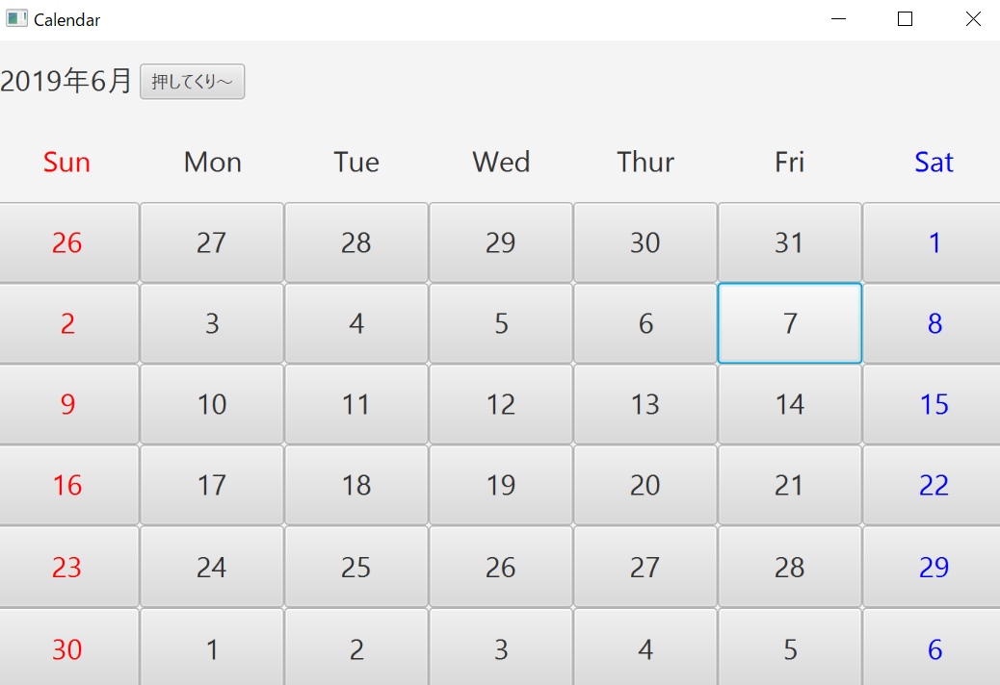 Calendar
2019年6月 押してくり～
Sun Mon Tue Wed Thur Fri Sat
26 27 28 29 30 31 1
2 3 4 5 6 7 8
9 10 11 12 13 14 15
16 17 18 19 20 21 22
23 24 25 26 27 28 29
30 1 2 3 4 5 6